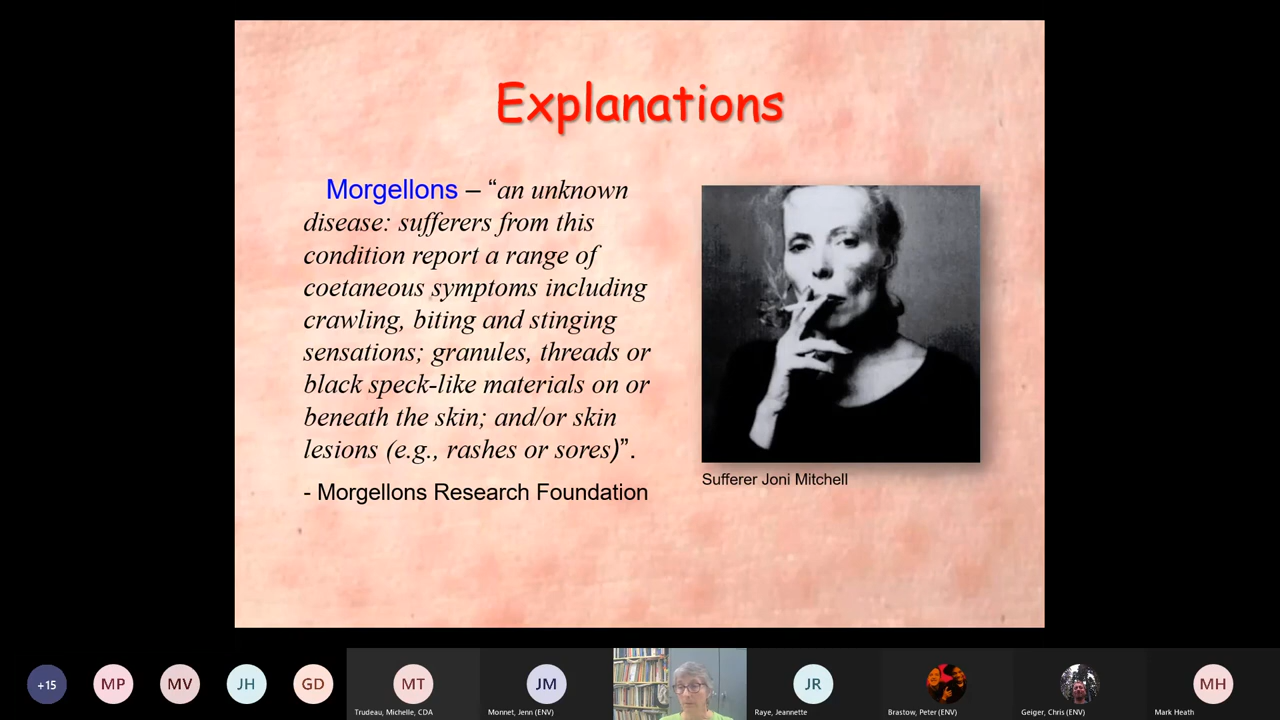 Explanations
Morgellons – “an unknown
disease: sufferers from this
condition report a range of
coetaneous symptoms including
crawling, biting and stinging
sensations; granules, threads or
black speck-like materials on or
beneath the skin; and/or skin
lesions (e.g., rashes or sores)”.
- Morgellons Research Foundation
Sufferer Joni Mitchell
+15
MP
MV
JH
GD
MT
JM
JR
MH
Trudeau, Michelle, CDA
Monnet, Jenn (ENV)
Raye, Jeannette
Brastow, Peter (ENV)
Geiger, Chris (ENV)
Mark Heath